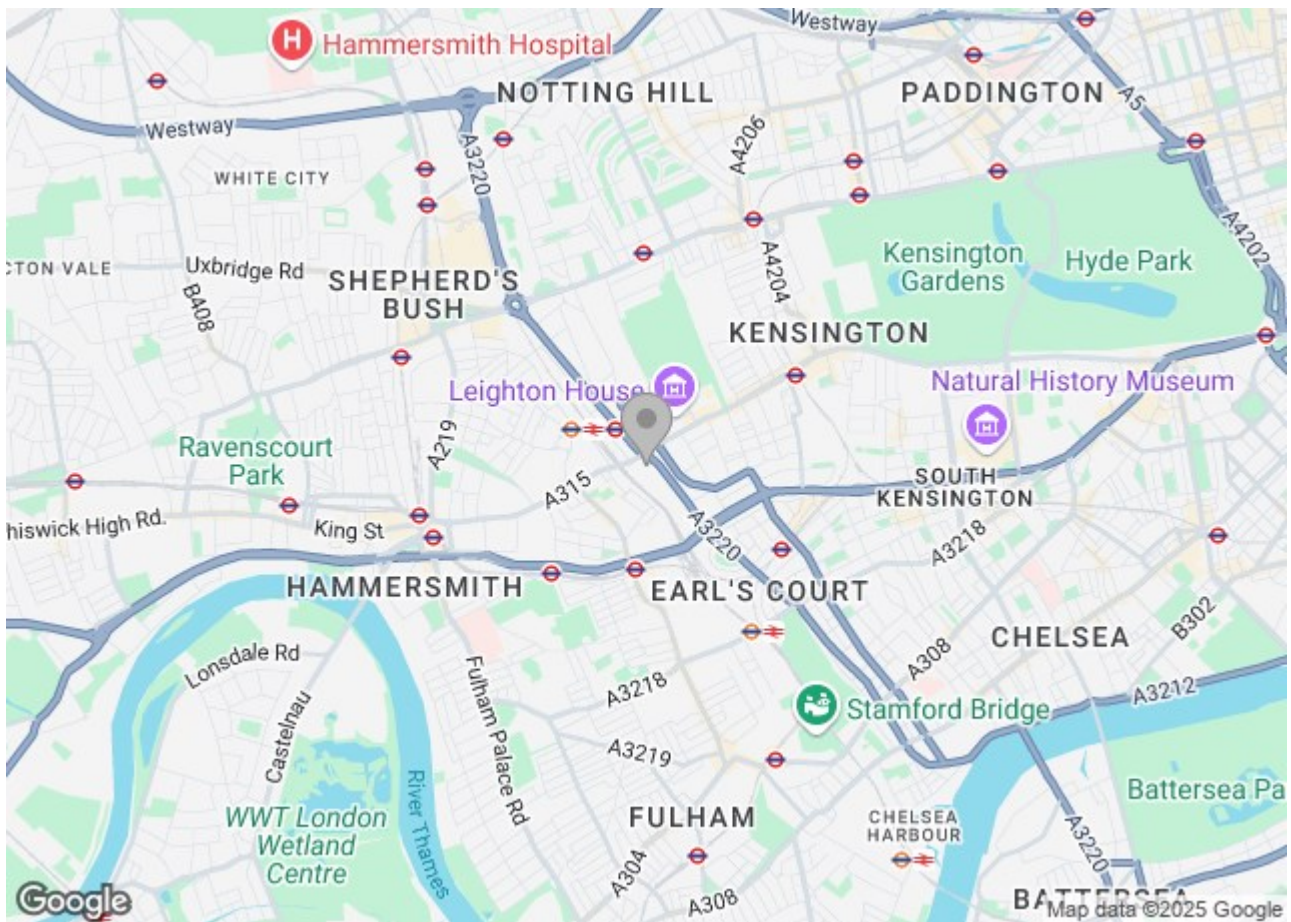 Westway
H
Hammersmith Hospital
NOTTING HILL
PADDINGTON
A5
Westway
A3220
A4206
WHITE CITY
A4202
CTON VALE
Uxbridge Rd
B408
SHEPHERD'S
BUSH
A4204
Kensington
Gardens
Hyde Park
KENSINGTON
Leighton House
Natural History Museum
Ravenscourt
Park
A219
A315
SOUTH
KENSINGTON
hiswick High Rd.
King St
A3220
A3218
HAMMERSMITH
EARL'S COURT
B302
CHELSEA
Lonsdale Rd
A308
A3218
A3212
Castelnau
Fulham Palace Rd
Stamford Bridge
A3219
River Thames
WWT London
Wetland
Centre
FULHAM
CHELSEA
HARBOUR
Battersea Pa
A3220
A304
A308
BATTERSEA
Google
Map data ©2025 Google